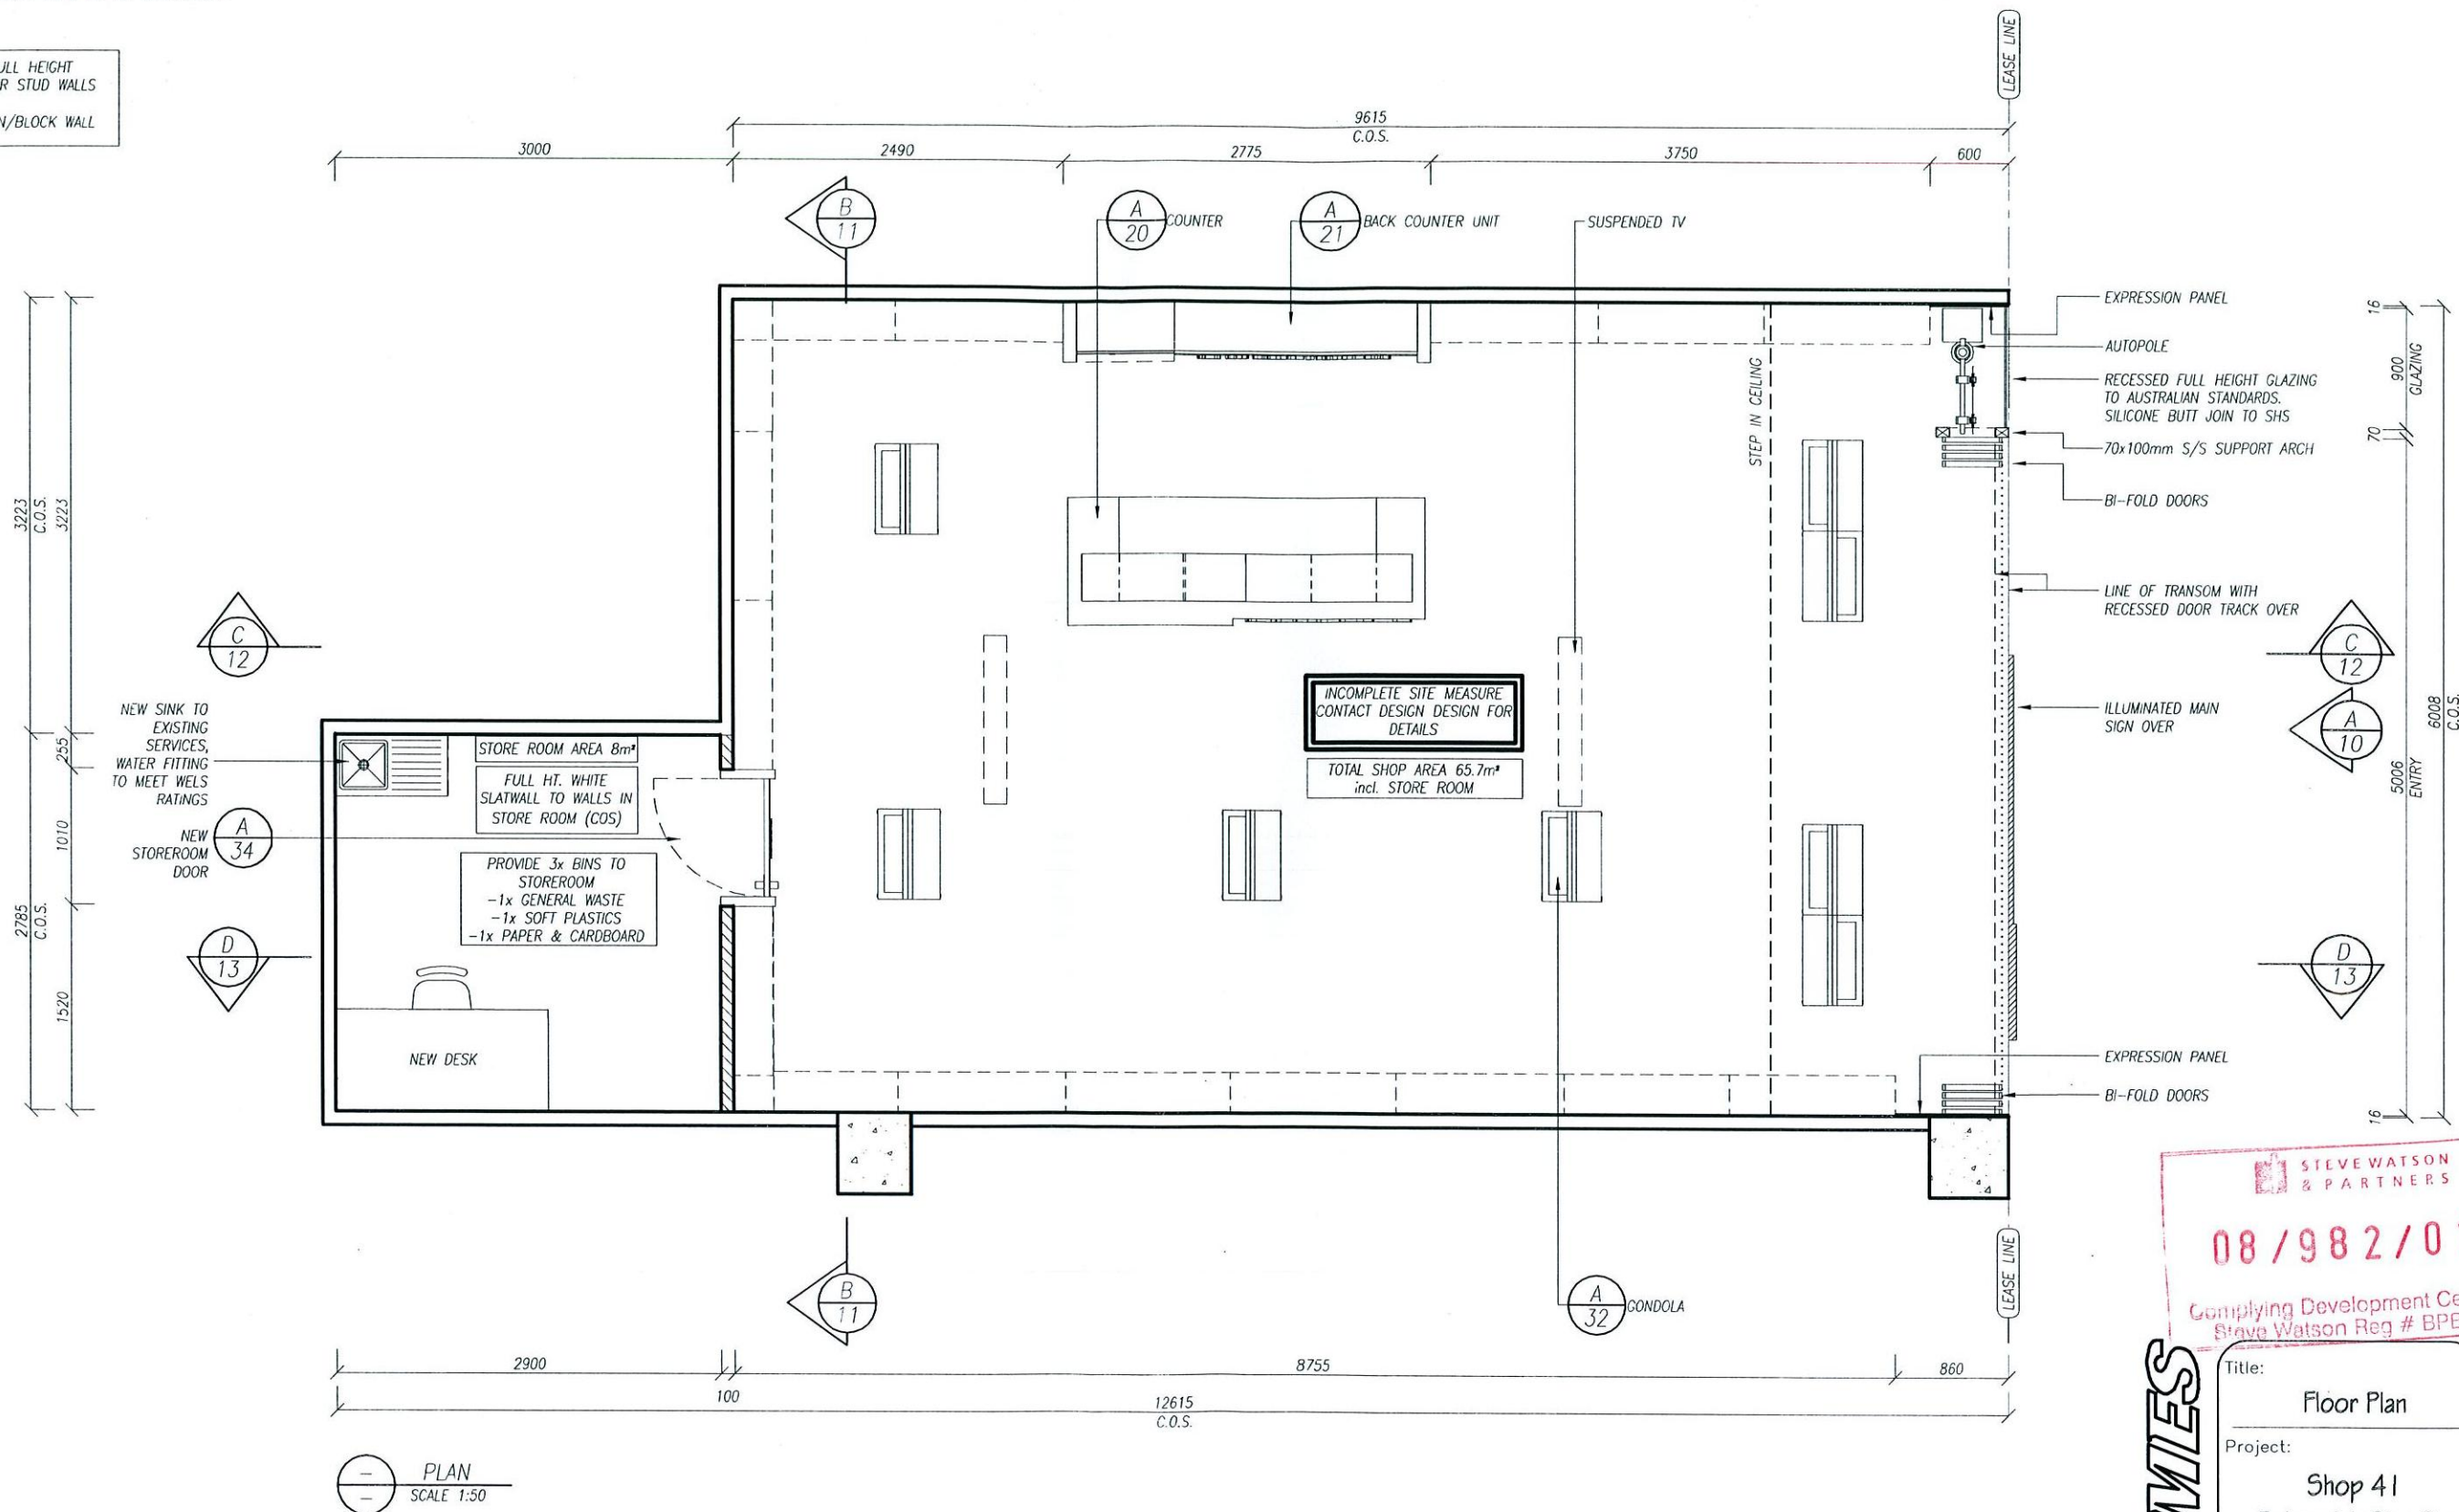 HEIGHT
STUD WALLS
/BLOCK WALL
LEASE LINE
9615
C.O.S.
3000
2490
2775
3750
600
B
11
A
20
COUNTER
A
21
BACK COUNTER UNIT
SUSPENDED TV
EXPRESSION PANEL
AUTOPOLE
RECESSED FULL HEIGHT GLAZING
TO AUSTRALIAN STANDARDS.
SILICONE BUTT JOIN TO SHS
70x100mm S/S SUPPORT ARCH
BI-FOLD DOORS
LINE OF TRANSOM WITH
RECESSED DOOR TRACK OVER
ILLUMINATED MAIN
SIGN OVER
EXPRESSION PANEL
BI-FOLD DOORS
16
900
GLAZING
70
5006
ENTRY
6008
C.O.S.
16
STEP IN CEILING
3223
C.O.S.
3223
255
1010
2785
C.O.S.
1520
C
12
C
12
A
10
D
13
D
13
NEW SINK TO
EXISTING
SERVICES,
WATER FITTING
TO MEET WELS
RATINGS
NEW
STOREROOM
DOOR
A
34
STORE ROOM AREA 8m²
FULL HT. WHITE
SLATWALL TO WALLS IN
STORE ROOM (COS)
PROVIDE 3x BINS TO
STOREROOM
-1x GENERAL WASTE
-1x SOFT PLASTICS
-1x PAPER & CARDBOARD
NEW DESK
INCOMPLETE SITE MEASURE
CONTACT DESIGN DESIGN FOR
DETAILS
TOTAL SHOP AREA 65.7m²
incl. STORE ROOM
B
11
A
32
GONDOLA
LEASE LINE
2900
100
8755
860
12615
C.O.S.
PLAN
SCALE 1:50
STEVE WATSON
& PARTNERS
08/982/0
Complying Development
Steve Watson Reg #
Title:
Floor Plan
Project:
Shop 41